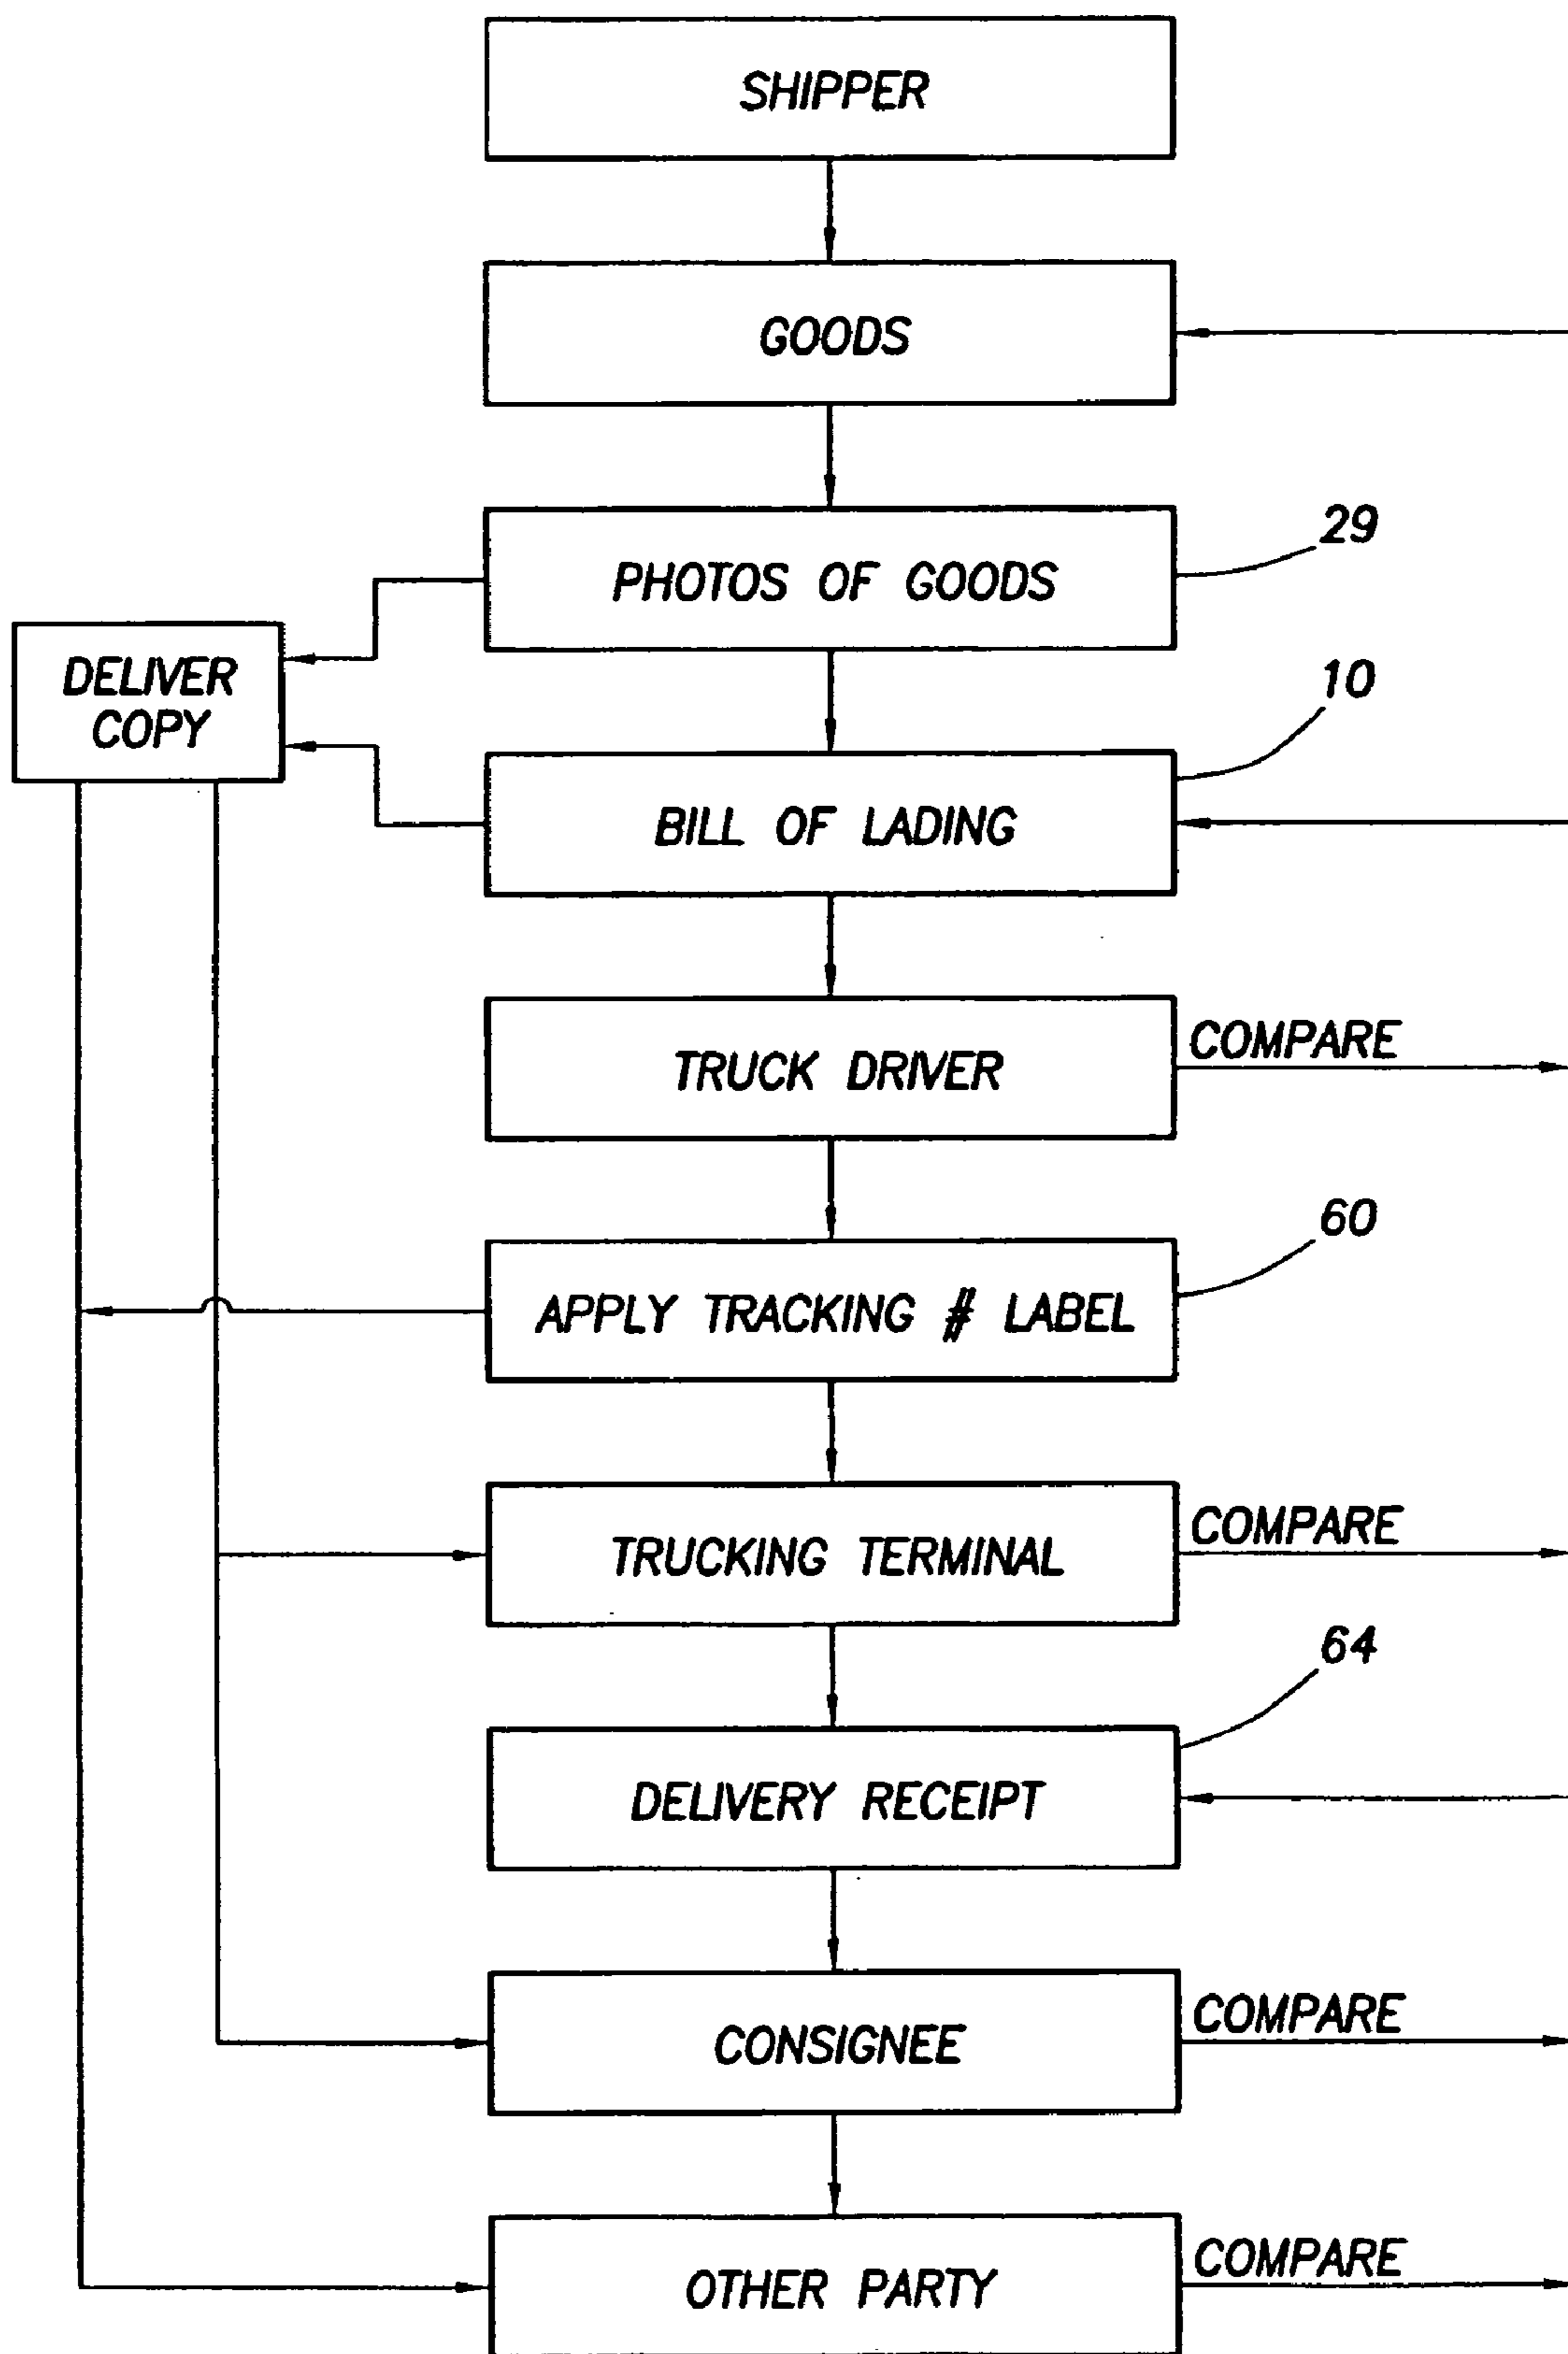 SHIPPER
GOODS
29
PHOTOS OF GOODS
DELIVER
COPY
10
BILL OF LADING
COMPARE
TRUCK DRIVER
60
APPLY TRACKING # LABEL
COMPARE
TRUCKING TERMINAL
64
DELIVERY RECEIPT
COMPARE
CONSIGNEE
COMPARE
OTHER PARTY